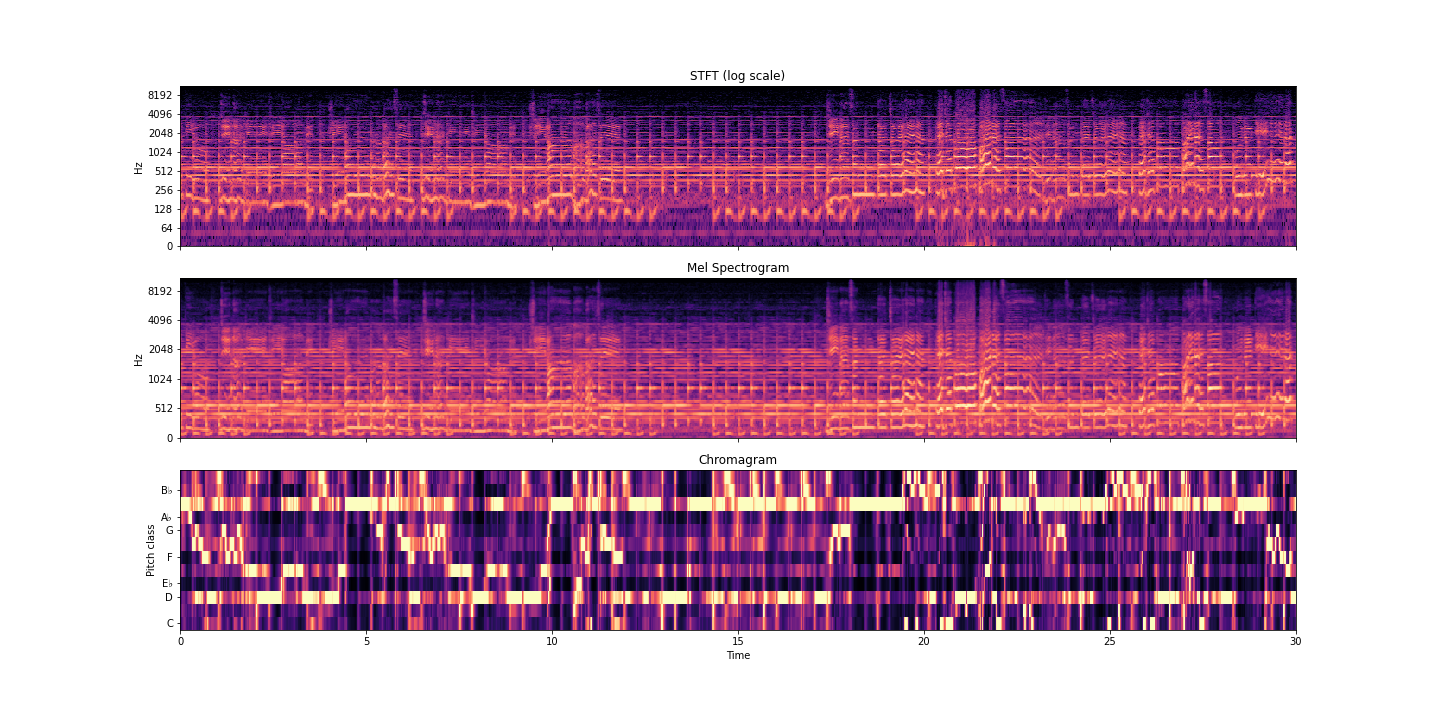 STFT (log scale)
8192
4096
2048
1024
512
256
128
64
0
Hz
Mel Spectrogram
8192
4096
2048
1024
512
0
Hz
Chromagram
B♭
A♭
G
F
E♭
D
C
Pitch class
0 5 10 15 20 25 30
Time